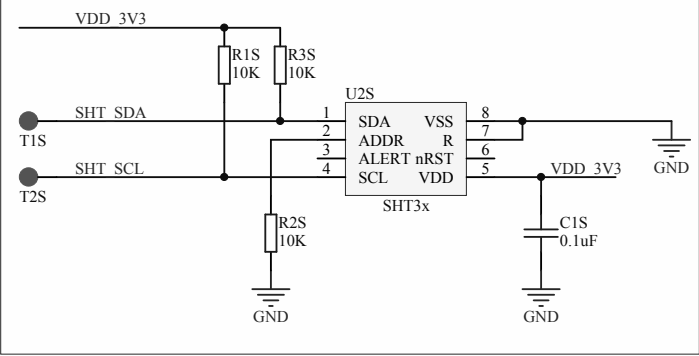 VDD_3V3
R1S
10K
R3S
10K
U2S
SHT_SDA
1
SDA
VSS
8
T1S
2
ADDR
R
7
3
ALERT
nRST
6
SHT_SCL
4
SCL
VDD
5
VDD_3V3
T2S
SHT3x
GND
R2S
10K
C1S
0.1uF
GND
GND